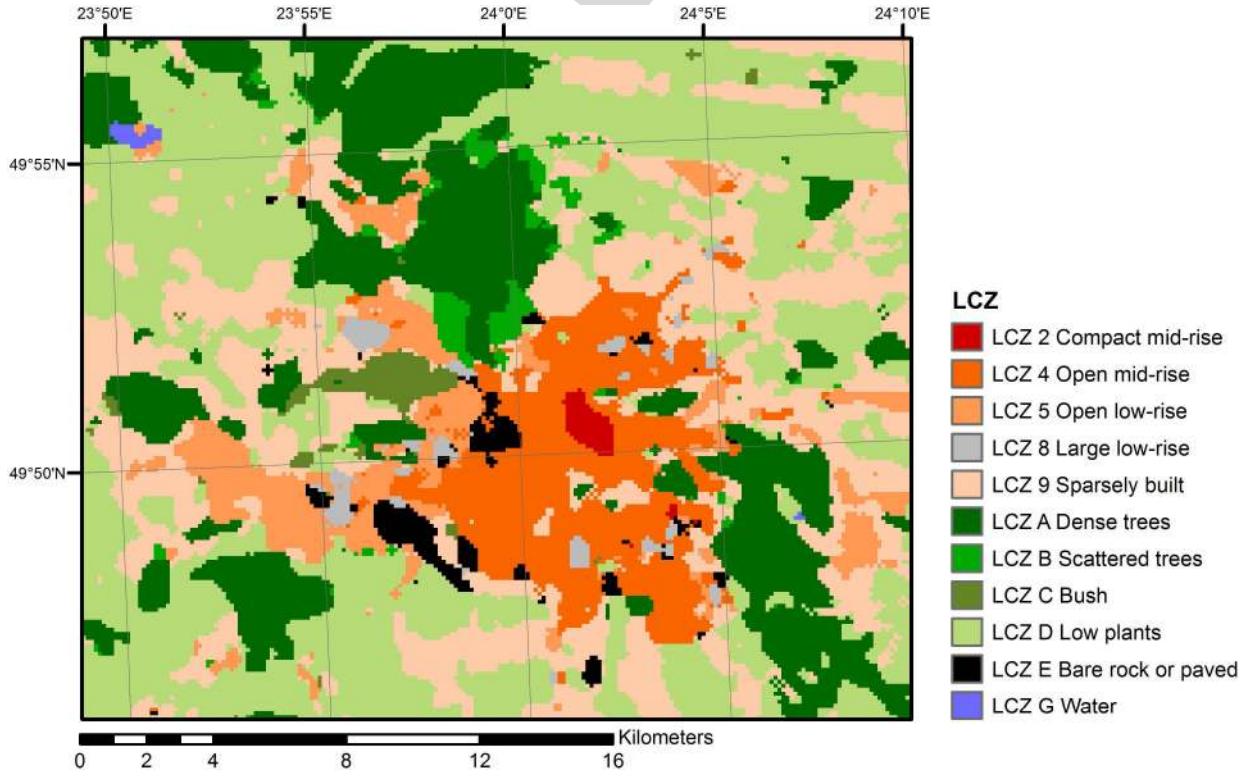 23°50'E 23°55'E 24°0'E 24°5'E 24°10'E
49°55'N
49°50'N
LCZ
LCZ 2 Compact mid-rise
LCZ 4 Open mid-rise
LCZ 5 Open low-rise
LCZ 8 Large low-rise
LCZ 9 Sparsely built
LCZ A Dense trees
LCZ B Scattered trees
LCZ C Bush
LCZ D Low plants
LCZ E Bare rock or paved
LCZ G Water
Kilometers
0 2 4 8 12 16